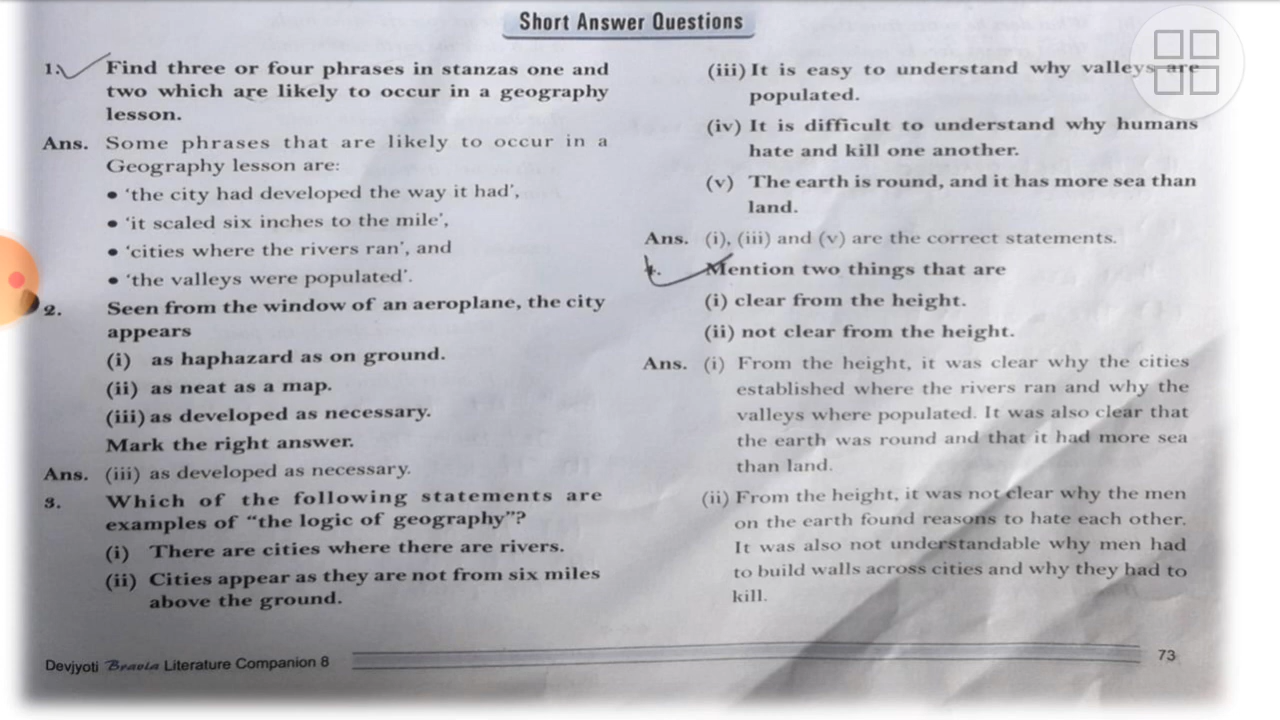 Short Answer Questions
1. Find three or four phrases in stanzas one and
two which are likely to occur in a geography
lesson.
Ans. Some phrases that are likely to occur in a
Geography lesson are:
• 'the city had developed the way it had',
• 'it scaled six inches to the mile',
• 'cities where the rivers ran', and
• 'the valleys were populated'.
2. Seen from the window of an aeroplane, the city
appears
(i) as haphazard as on ground.
(ii) as neat as a map.
(iii) as developed as necessary.
Mark the right answer.
Ans. (iii) as developed as necessary.
3. Which of the following statements are
examples of "the logic of geography"?
(i) There are cities where there are rivers.
(ii) Cities appear as they are not from six miles
above the ground.
(iii) It is easy to understand why valleys are
populated.
(iv) It is difficult to understand why humans
hate and kill one another.
(v) The earth is round, and it has more sea than
land.
Ans. (i), (iii) and (v) are the correct statements.
4. Mention two things that are
(i) clear from the height.
(ii) not clear from the height.
Ans. (i) From the height, it was clear why the cities
established where the rivers ran and why the
valleys where populated. It was also clear that
the earth was round and that it had more sea
than land.
(ii) From the height, it was not clear why the men
on the earth found reasons to hate each other.
It was also not understandable why men had
to build walls across cities and why they had to
kill.
Devjyoti Bravia Literature Companion 8
73